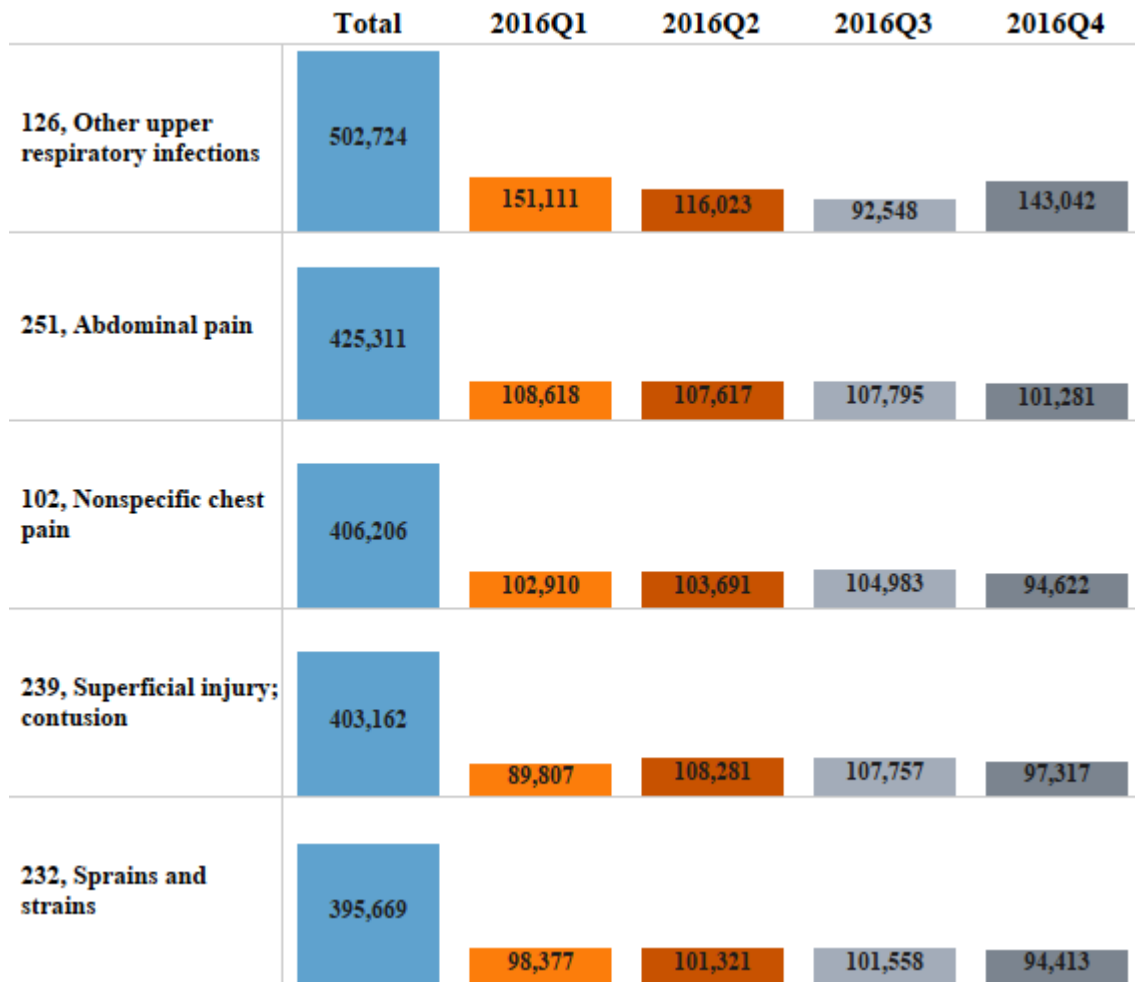 Total 2016Q1 2016Q2 2016Q3 2016Q4
126, Other upper
respiratory infections
502,724 151,111 116,023 92,548 143,042
251, Abdominal pain
425,311 108,618 107,617 107,795 101,281
102, Nonspecific chest
pain
406,206 102,910 103,691 104,983 94,622
239, Superficial injury;
contusion
403,162 89,807 108,281 107,757 97,317
232, Sprains and
strains
395,669 98,377 101,321 101,558 94,413